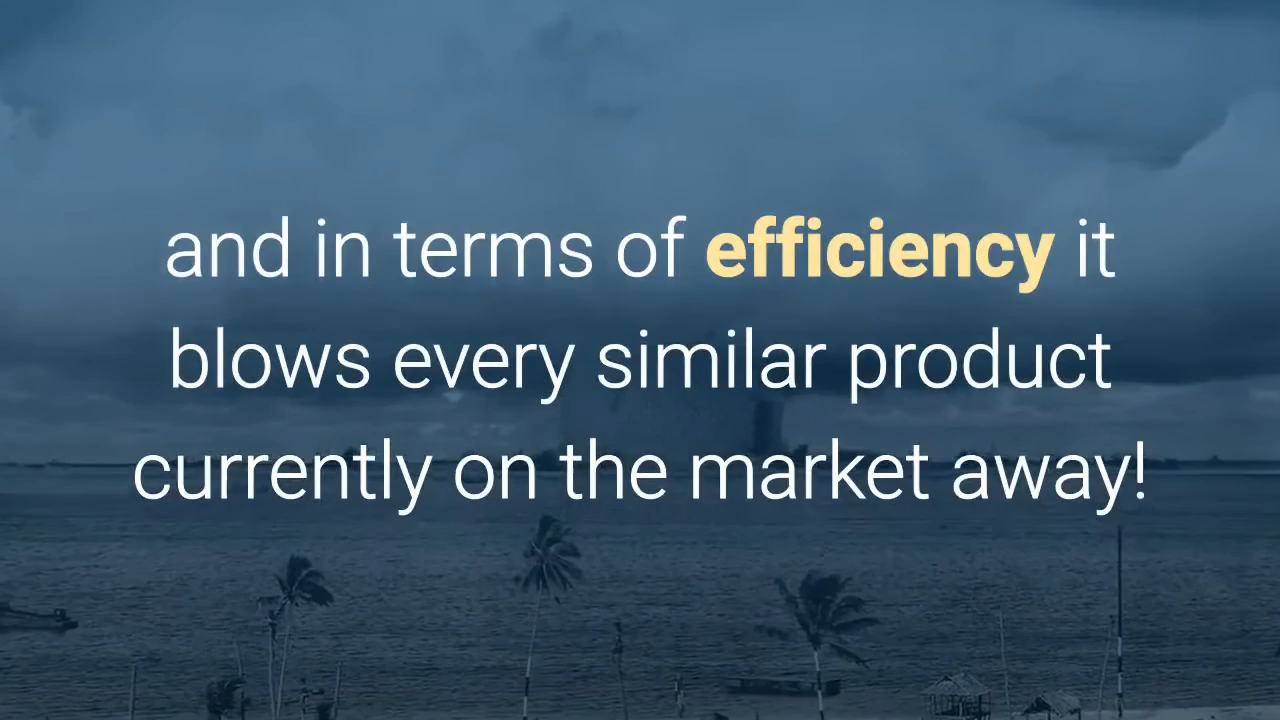 and in terms of efficiency it
blows every similar product
currently on the market away!